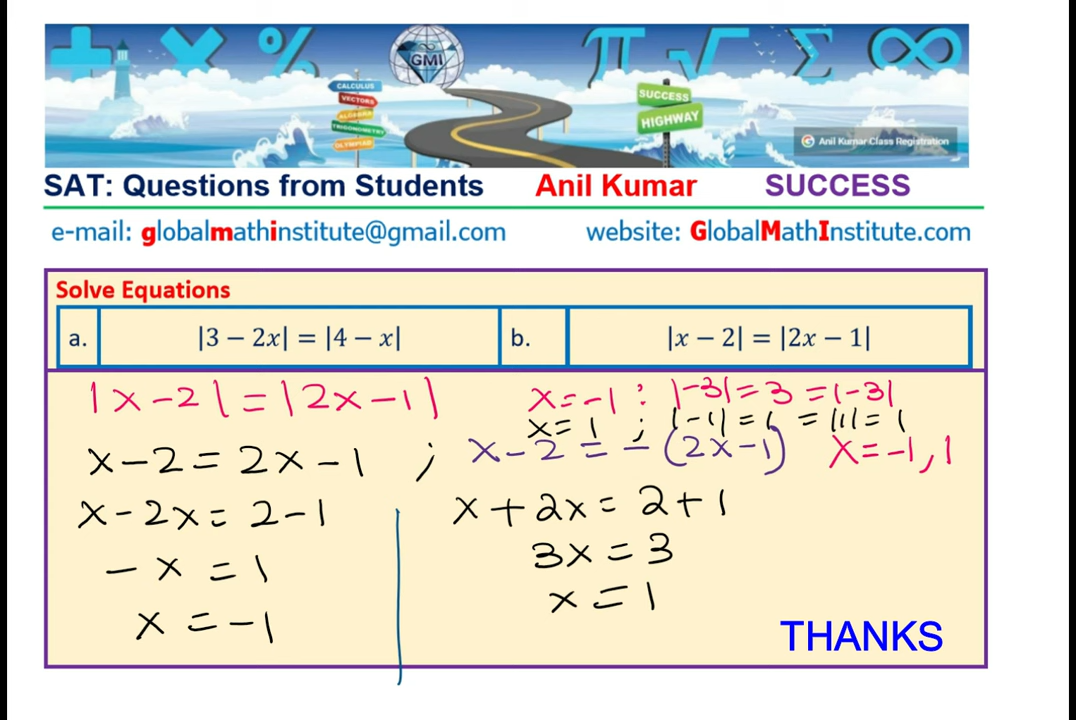 + × % π √ Σ ∞
GMI
CALCULUS
VECTORS
ALGEBRA
TRIGONOMETRY
OLYMPIAD
SUCCESS
HIGHWAY
Anil Kumar Class Registration
SAT: Questions from Students Anil Kumar SUCCESS
e-mail: globalmathinstitute@gmail.com website: GlobalMathInstitute.com
Solve Equations
a. |3 − 2x| = |4 − x| b. |x − 2| = |2x − 1|
|x-2| = |2x-1| x=-1 : |-3| = 3 = |-3|
x=1 ; |-1| = 1 = |1| = 1
x-2 = 2x-1 ; x-2 = -(2x-1) x=-1, 1
x-2x = 2-1 x+2x = 2+1
-x = 1 3x = 3
x = -1 x = 1
THANKS